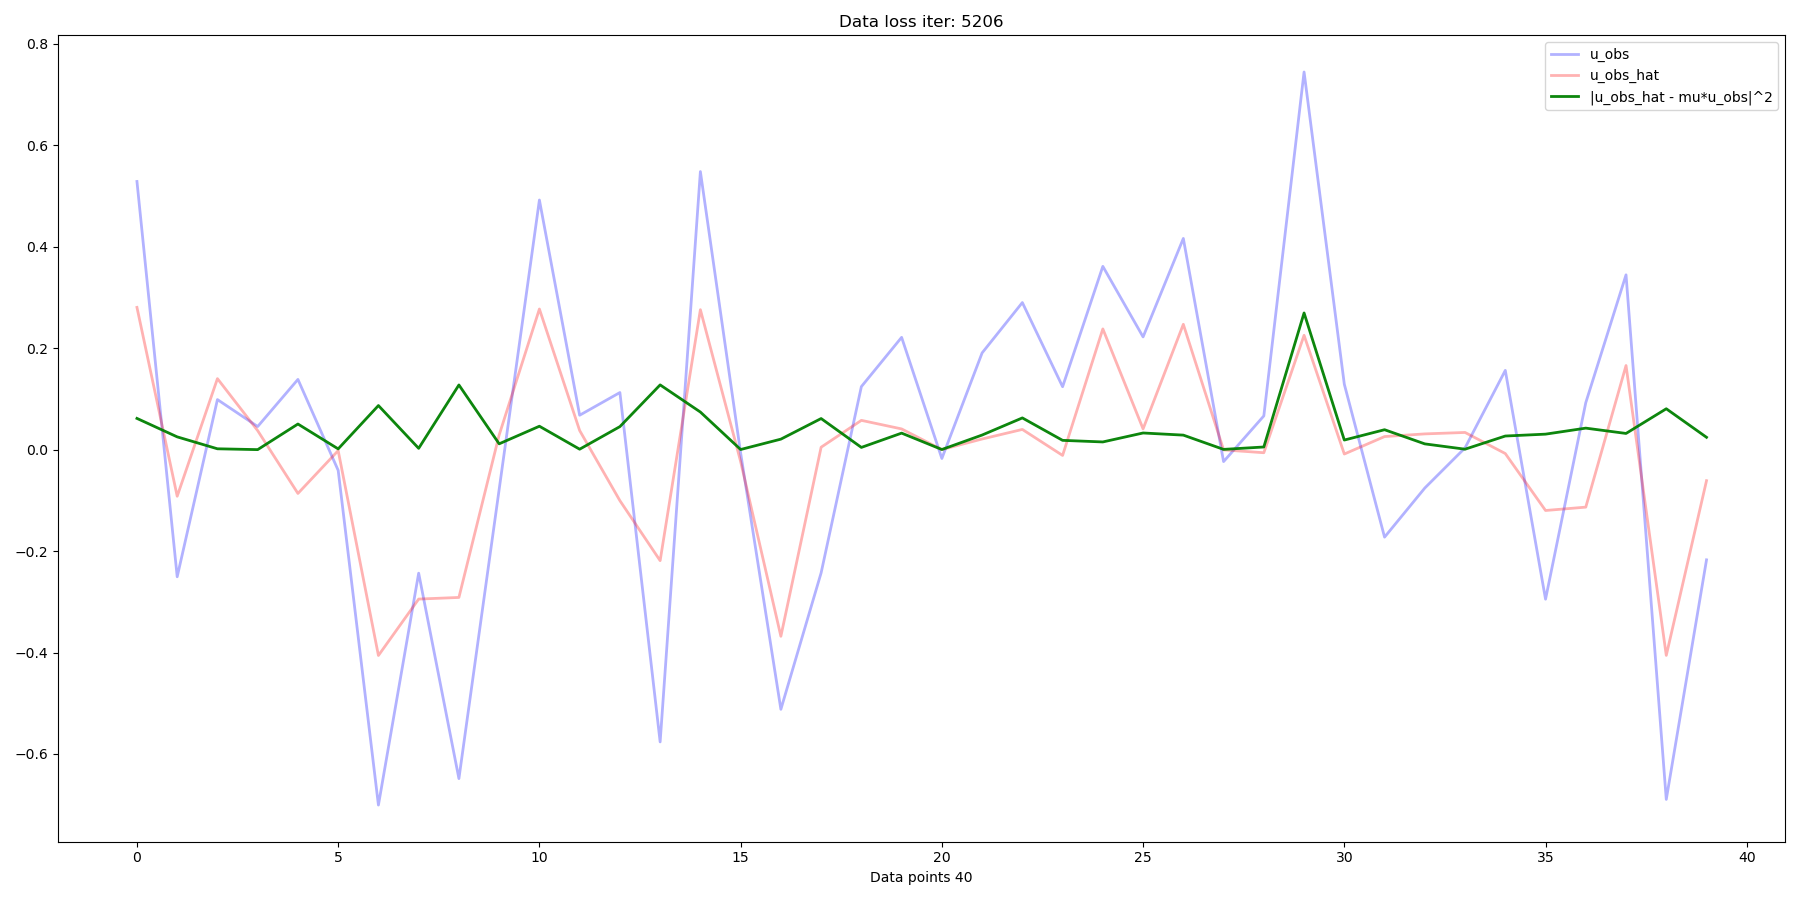 Data loss iter: 5206
u_obs
u_obs_hat
|u_obs_hat - mu*u_obs|^2
0.8
0.6
0.4
0.2
0.0
−0.2
−0.4
−0.6
0 5 10 15 20 25 30 35 40
Data points 40